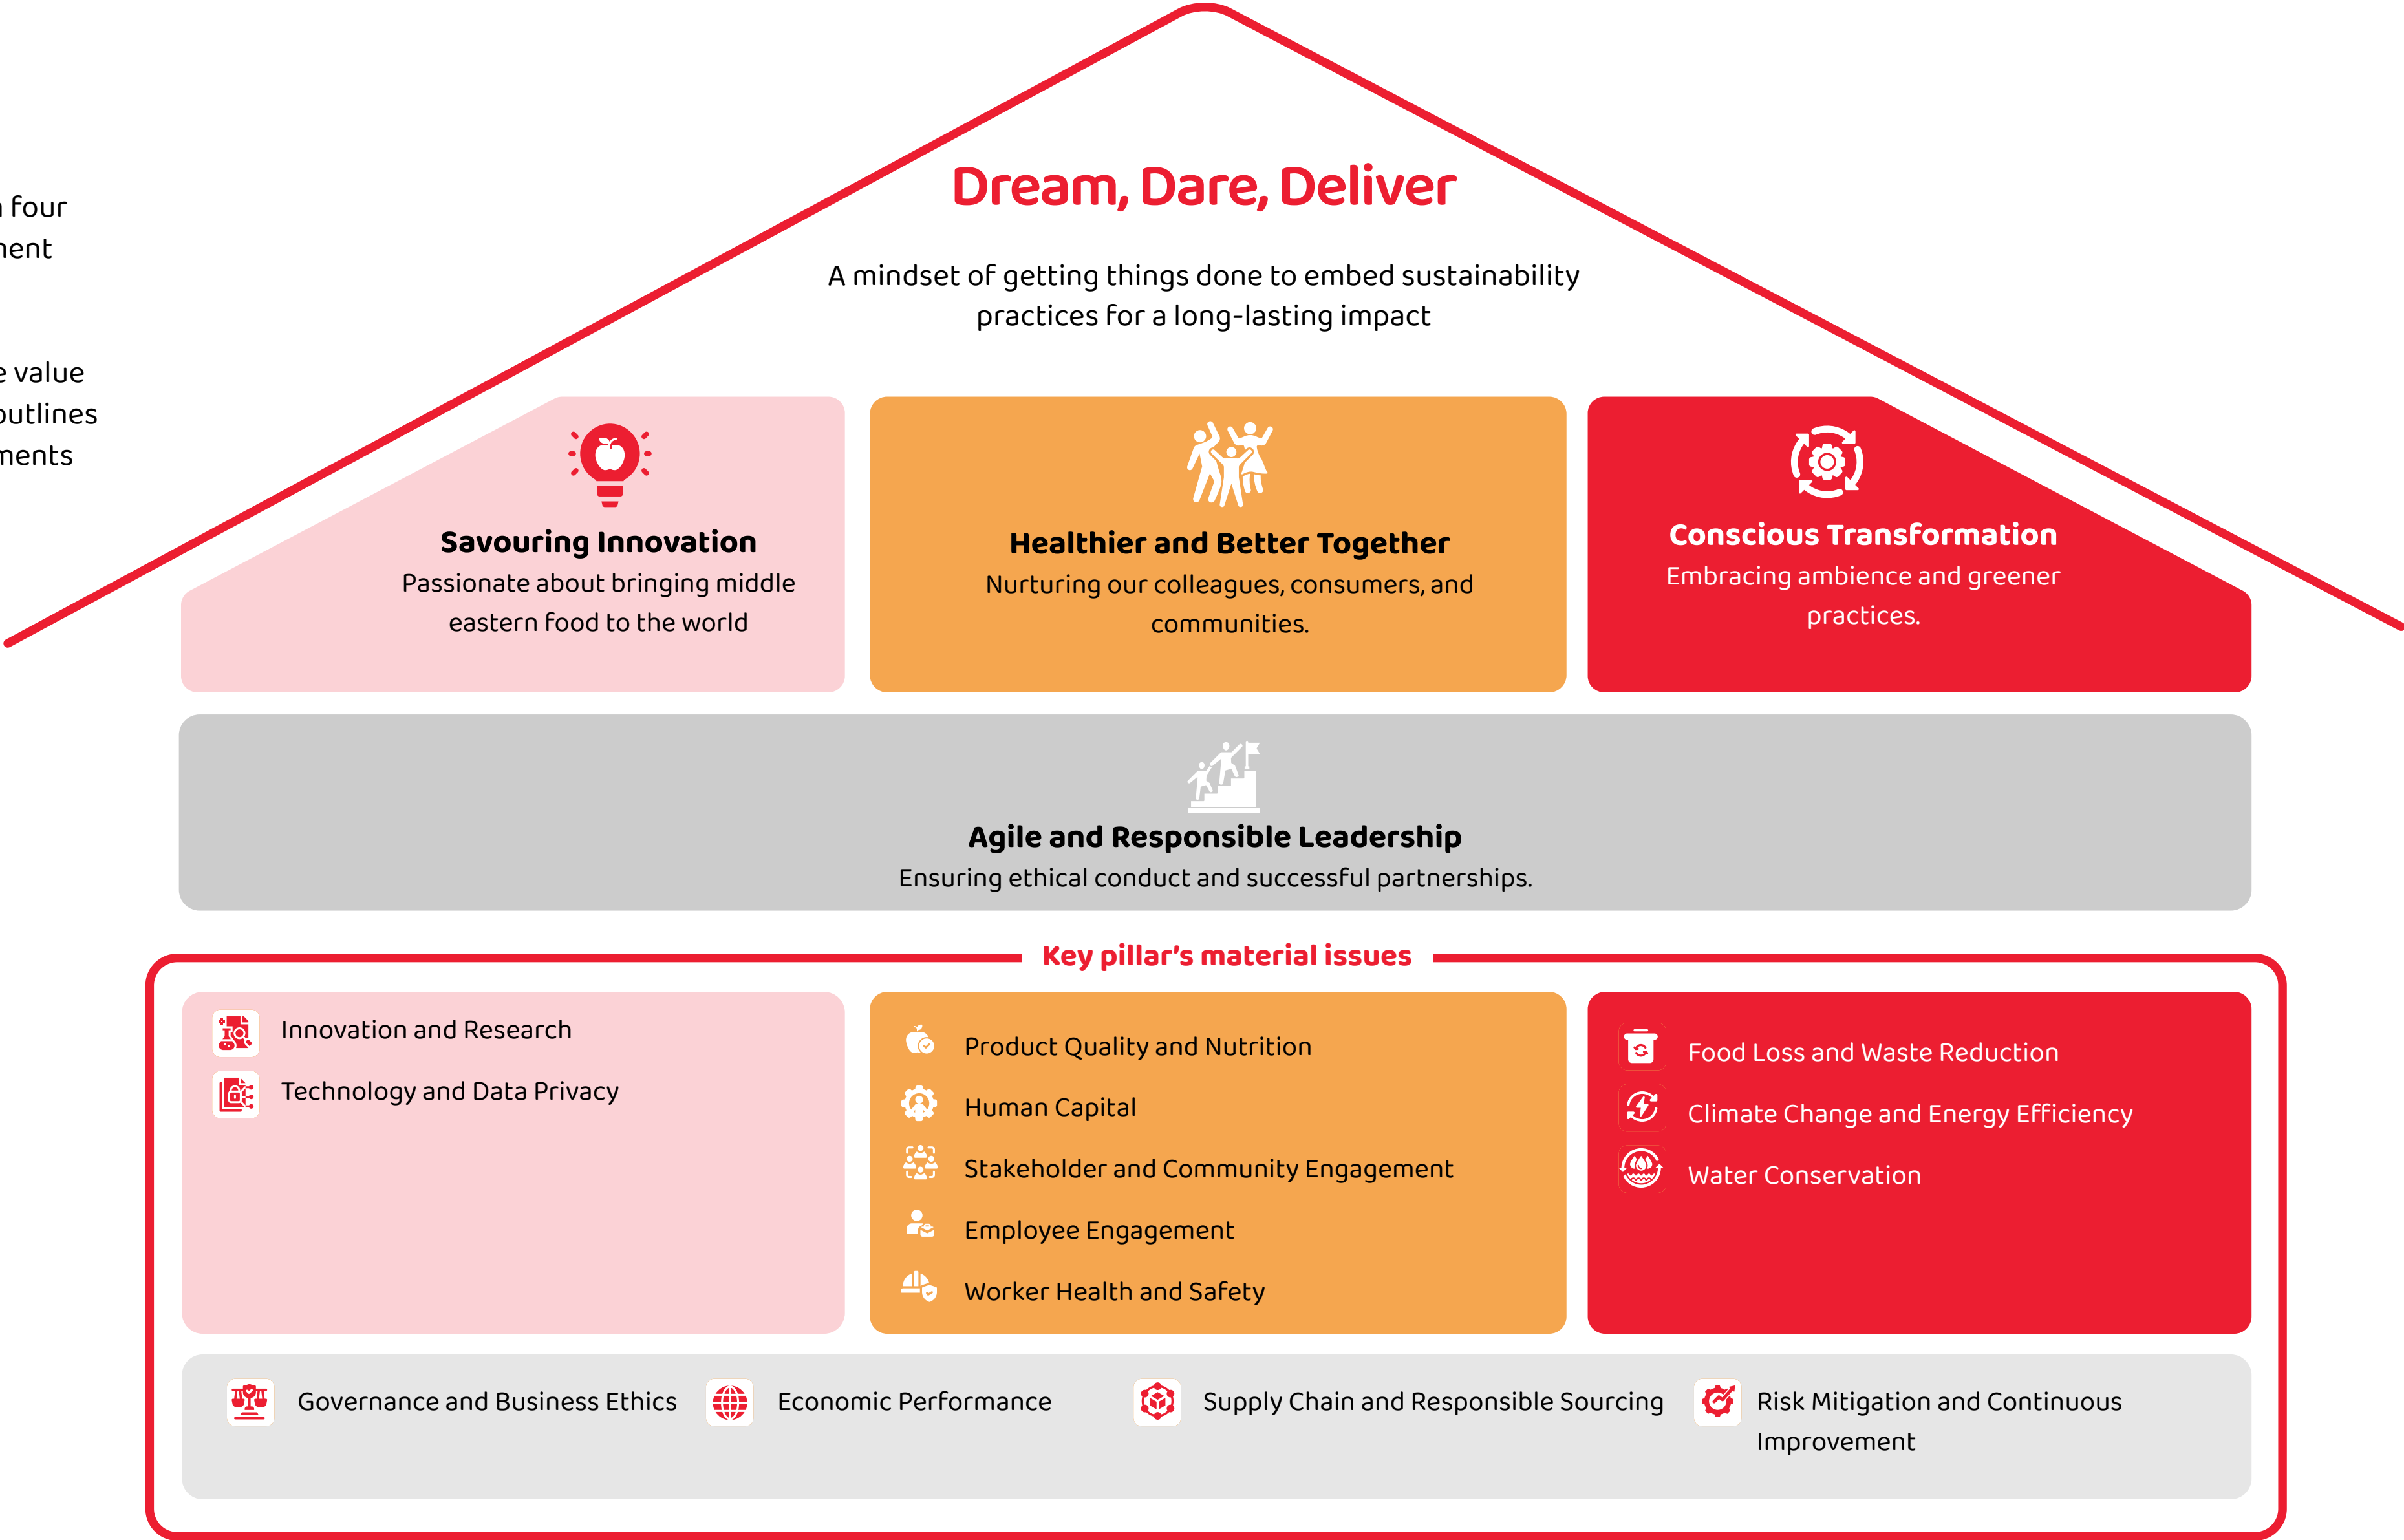 four
e value
outlines
Dream, Dare, Deliver
A mindset of getting things done to embed sustainability
practices for a long-lasting impact
Savouring Innovation
Passionate about bringing middle
eastern food to the world
Healthier and Better Together
Nurturing our colleagues, consumers, and
communities.
Conscious Transformation
Embracing ambience and greener
practices.
Agile and Responsible Leadership
Ensuring ethical conduct and successful partnerships.
Key pillar's material issues
Innovation and Research
Technology and Data Privacy
Product Quality and Nutrition
Human Capital
Stakeholder and Community Engagement
Employee Engagement
Worker Health and Safety
Food Loss and Waste Reduction
Climate Change and Energy Efficiency
Water Conservation
Governance and Business Ethics
Economic Performance
Supply Chain and Responsible Sourcing
Risk Mitigation and Continuous
Improvement